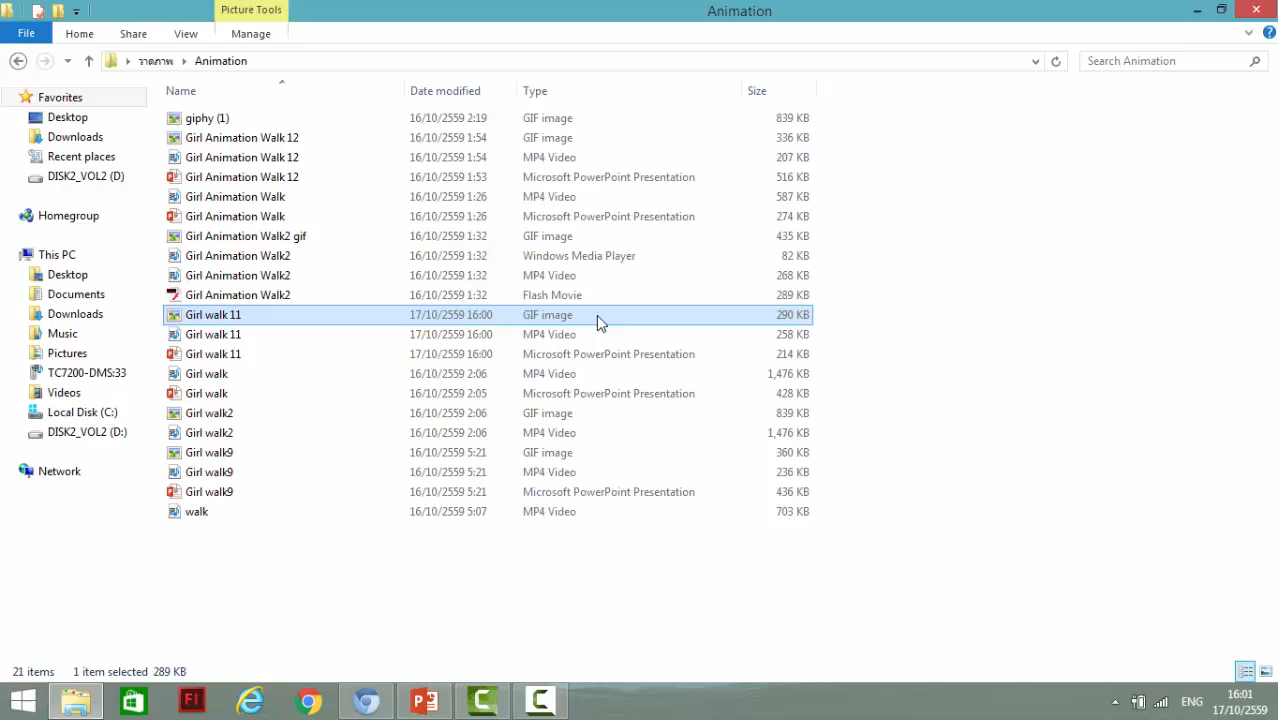 Picture Tools
Animation
File Home Share View Manage
วาดภาพ Animation Search Animation
Name Date modified Type Size
Favorites
Desktop
Downloads
Recent places
DISK2_VOL2 (D)
Homegroup
This PC
Desktop
Documents
Downloads
Music
Pictures
TC7200-DMS:33
Videos
Local Disk (C:)
DISK2_VOL2 (D:)
Network
giphy (1) 16/10/2559 2:19 GIF image 839 KB
Girl Animation Walk 12 16/10/2559 1:54 GIF image 336 KB
Girl Animation Walk 12 16/10/2559 1:54 MP4 Video 207 KB
Girl Animation Walk 12 16/10/2559 1:53 Microsoft PowerPoint Presentation 516 KB
Girl Animation Walk 16/10/2559 1:26 MP4 Video 587 KB
Girl Animation Walk 16/10/2559 1:26 Microsoft PowerPoint Presentation 274 KB
Girl Animation Walk2 gif 16/10/2559 1:32 GIF image 435 KB
Girl Animation Walk2 16/10/2559 1:32 Windows Media Player 82 KB
Girl Animation Walk2 16/10/2559 1:32 MP4 Video 268 KB
Girl Animation Walk2 16/10/2559 1:32 Flash Movie 289 KB
Girl walk 11 17/10/2559 16:00 GIF image 290 KB
Girl walk 11 17/10/2559 16:00 MP4 Video 258 KB
Girl walk 11 17/10/2559 16:00 Microsoft PowerPoint Presentation 214 KB
Girl walk 16/10/2559 2:06 MP4 Video 1,476 KB
Girl walk 16/10/2559 2:05 Microsoft PowerPoint Presentation 428 KB
Girl walk2 16/10/2559 2:06 GIF image 839 KB
Girl walk2 16/10/2559 2:06 MP4 Video 1,476 KB
Girl walk9 16/10/2559 5:21 GIF image 360 KB
Girl walk9 16/10/2559 5:21 MP4 Video 236 KB
Girl walk9 16/10/2559 5:21 Microsoft PowerPoint Presentation 436 KB
walk 16/10/2559 5:07 MP4 Video 703 KB
21 items 1 item selected 289 KB
ENG 16:01
17/10/2559